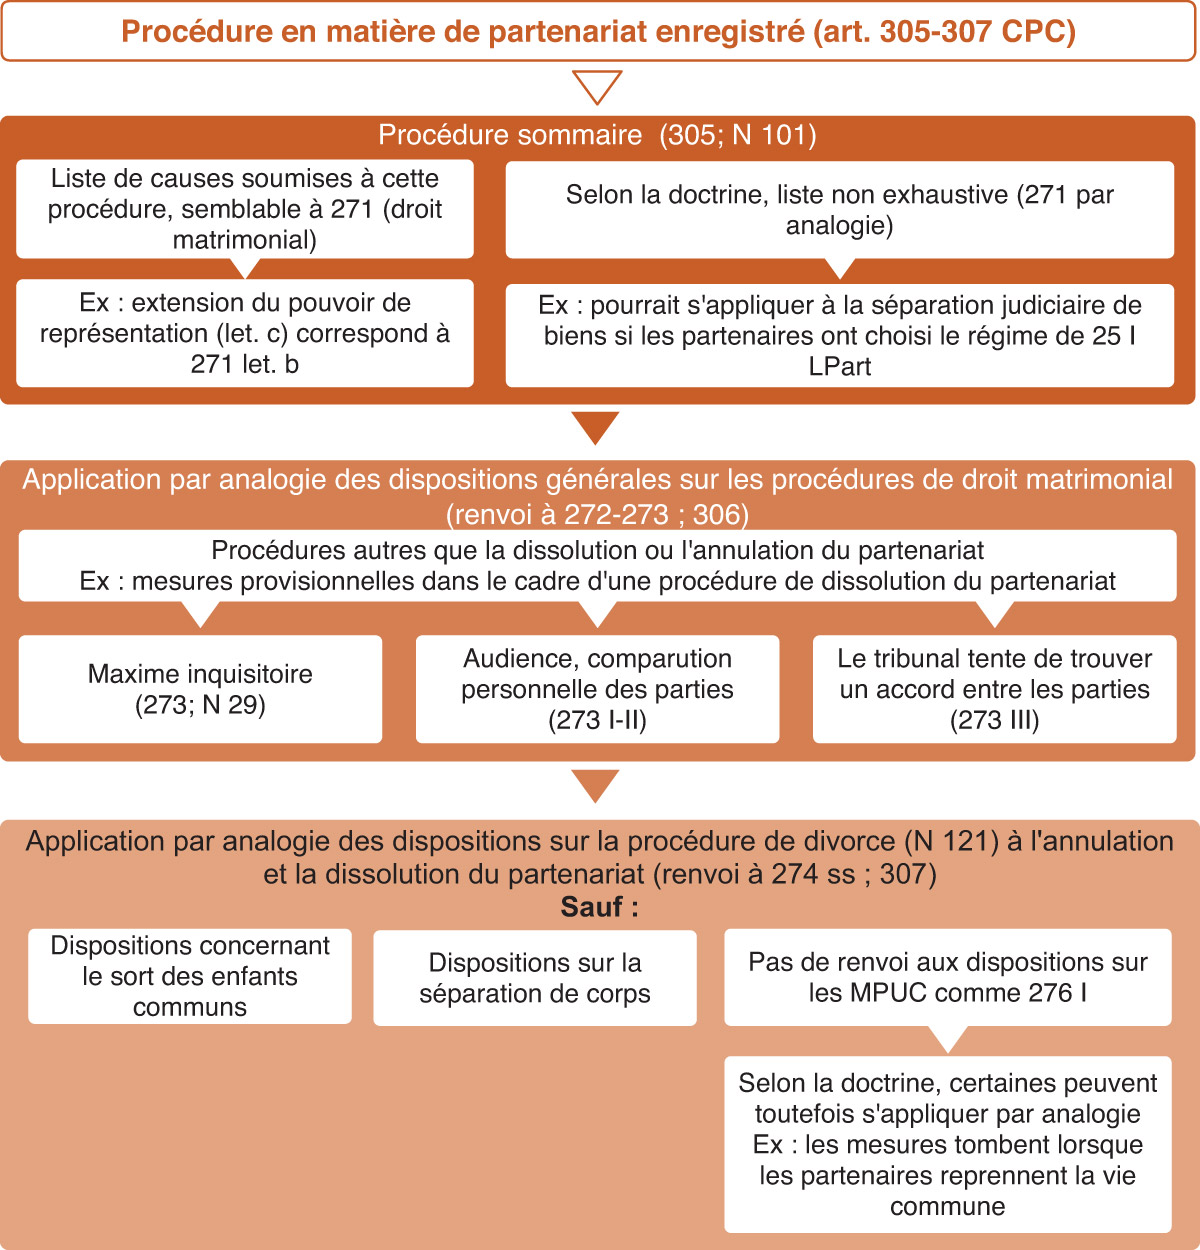 Procédure en matière de partenariat enregistré (art. 305-307 CPC)
Procédure sommaire (305; N 101)
Liste de causes soumises à cette
procédure, semblable à 271 (droit
matrimonial)
Ex : extension du pouvoir de
représentation (let. c) correspond à
271 let. b
Selon la doctrine, liste non exhaustive (271 par
analogie)
Ex : pourrait s'appliquer à la séparation judiciaire de
biens si les partenaires ont choisi le régime de 25 I
LPart
Application par analogie des dispositions générales sur les procédures de droit matrimonial
(renvoi à 272-273 ; 306)
Procédures autres que la dissolution ou l'annulation du partenariat
Ex : mesures provisionnelles dans le cadre d'une procédure de dissolution du partenariat
Maxime inquisitoire
(273; N 29)
Audience, comparution
personnelle des parties
(273 I-II)
Le tribunal tente de trouver
un accord entre les parties
(273 III)
Application par analogie des dispositions sur la procédure de divorce (N 121) à l'annulation
et la dissolution du partenariat (renvoi à 274 ss ; 307)
Sauf :
Dispositions concernant
le sort des enfants
communs
Dispositions sur la
séparation de corps
Pas de renvoi aux dispositions sur
les MPUC comme 276 I
Selon la doctrine, certaines peuvent
toutefois s'appliquer par analogie
Ex : les mesures tombent lorsque
les partenaires reprennent la vie
commune